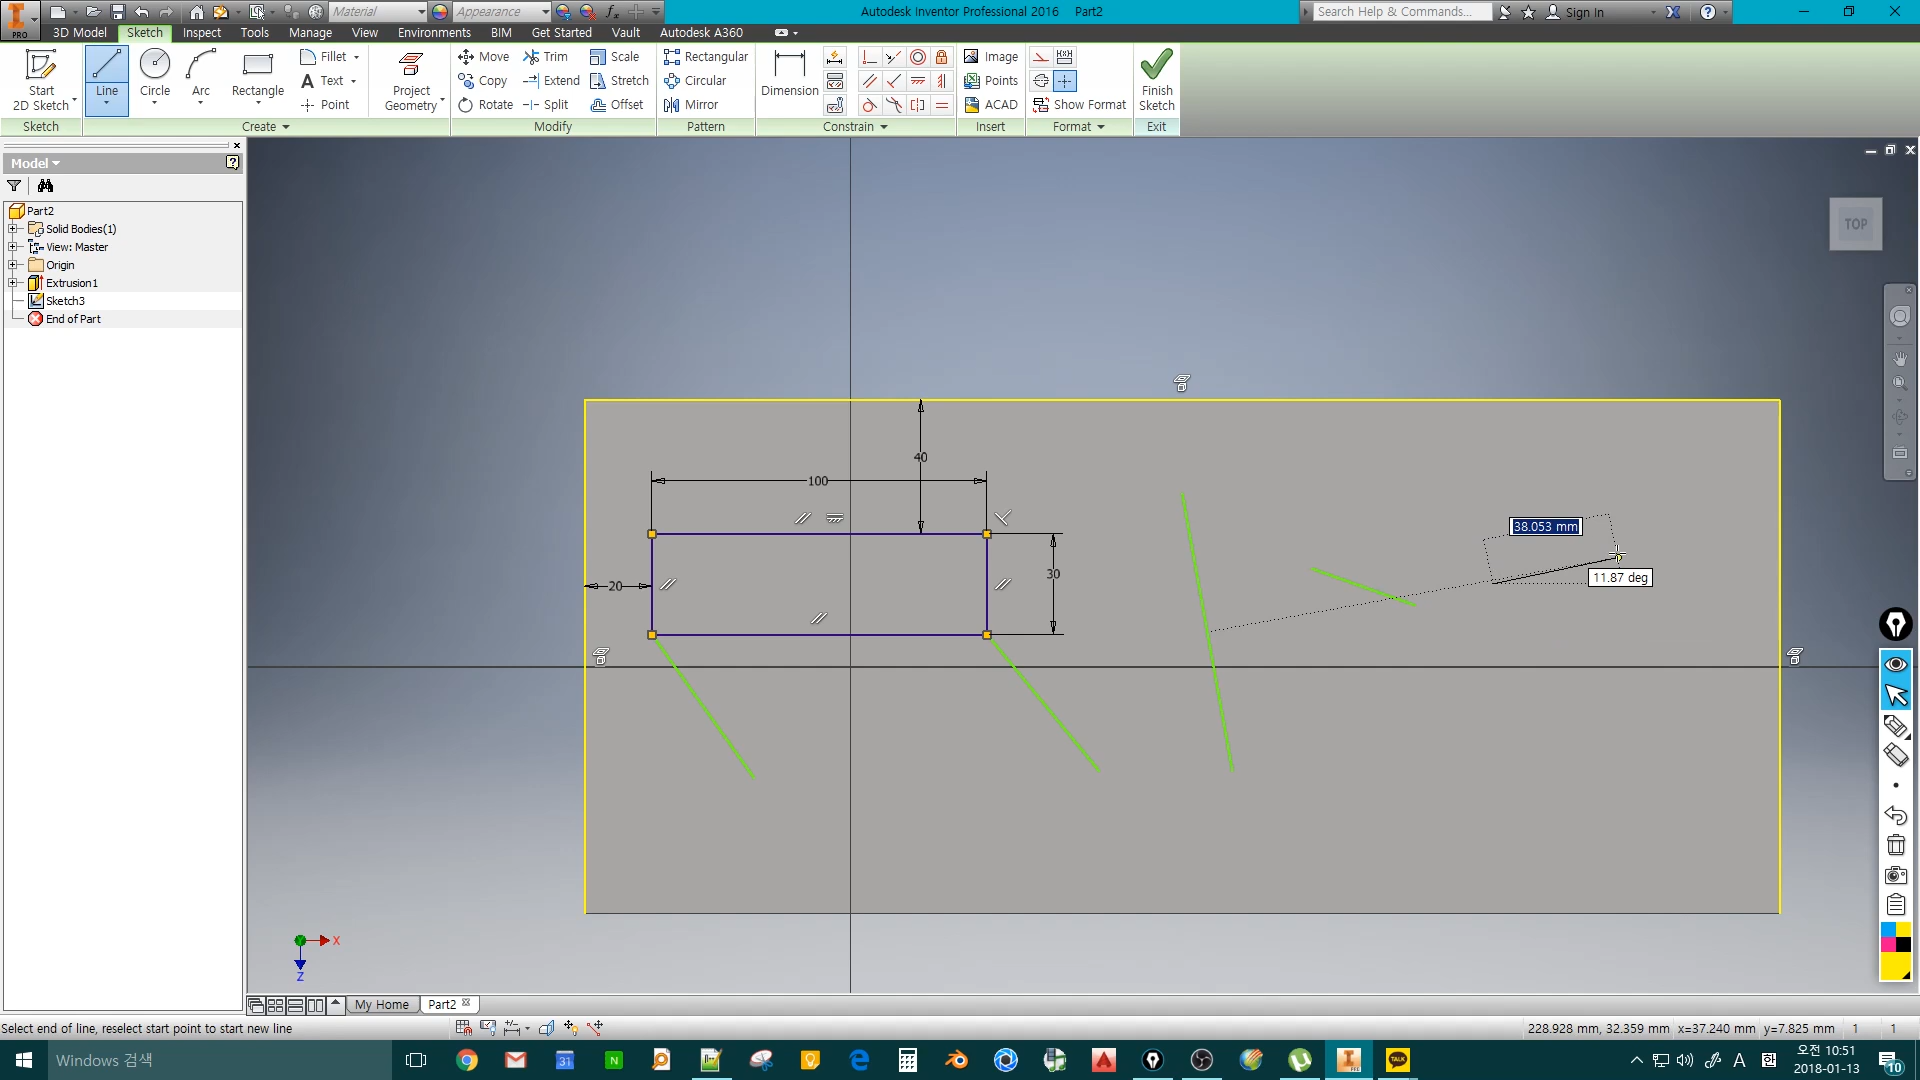 Material
Appearance
Autodesk Inventor Professional 2016 Part2
Search Help & Commands...
Sign In
PRO
3D Model Sketch Inspect Tools Manage View Environments BIM Get Started Vault Autodesk A360
Start
2D Sketch
Line
Circle
Arc
Rectangle
Fillet
Text
Point
Project
Geometry
Move
Copy
Rotate
Trim
Extend
Split
Scale
Stretch
Offset
Rectangular
Circular
Mirror
Dimension
Image
Points
ACAD
Show Format
Finish
Sketch
Sketch Create Modify Pattern Constrain Insert Format Exit
Model
Part2
Solid Bodies(1)
View: Master
Origin
Extrusion1
Sketch3
End of Part
TOP
40
100
20
30
38.053 mm
11.87 deg
X
Z
My Home Part2
Select end of line, reselect start point to start new line
228.928 mm, 32.359 mm x=37.240 mm y=7.825 mm 1 1
Windows 검색
31
N
TALK
A
오전 10:51
2018-01-13
10